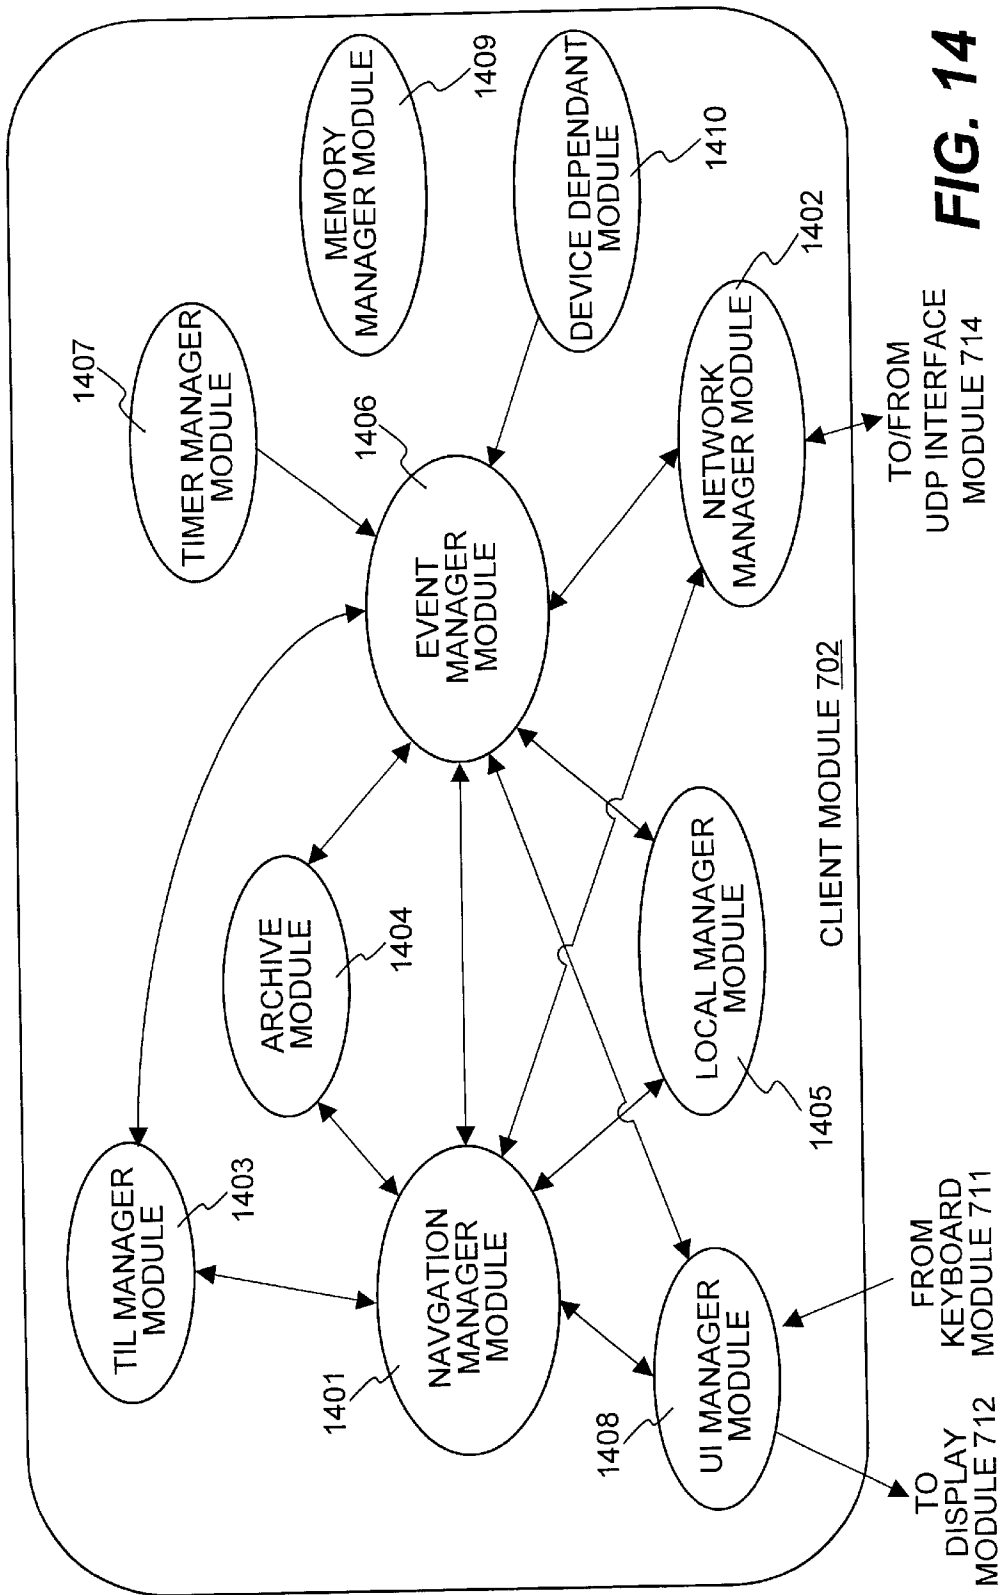 TIL MANAGER
MODULE
1403
TIMER MANAGER
MODULE
1407
ARCHIVE
MODULE
1404
MEMORY
MANAGER MODULE
1409
NAVGATION
MANAGER
MODULE
1401
EVENT
MANAGER
MODULE
1406
DEVICE DEPENDANT
MODULE
1410
UI MANAGER
MODULE
1408
LOCAL MANAGER
MODULE
1405
NETWORK
MANAGER MODULE
1402
CLIENT MODULE 702
TO
DISPLAY
MODULE 712
FROM
KEYBOARD
MODULE 711
TO/FROM
UDP INTERFACE
MODULE 714
FIG. 14